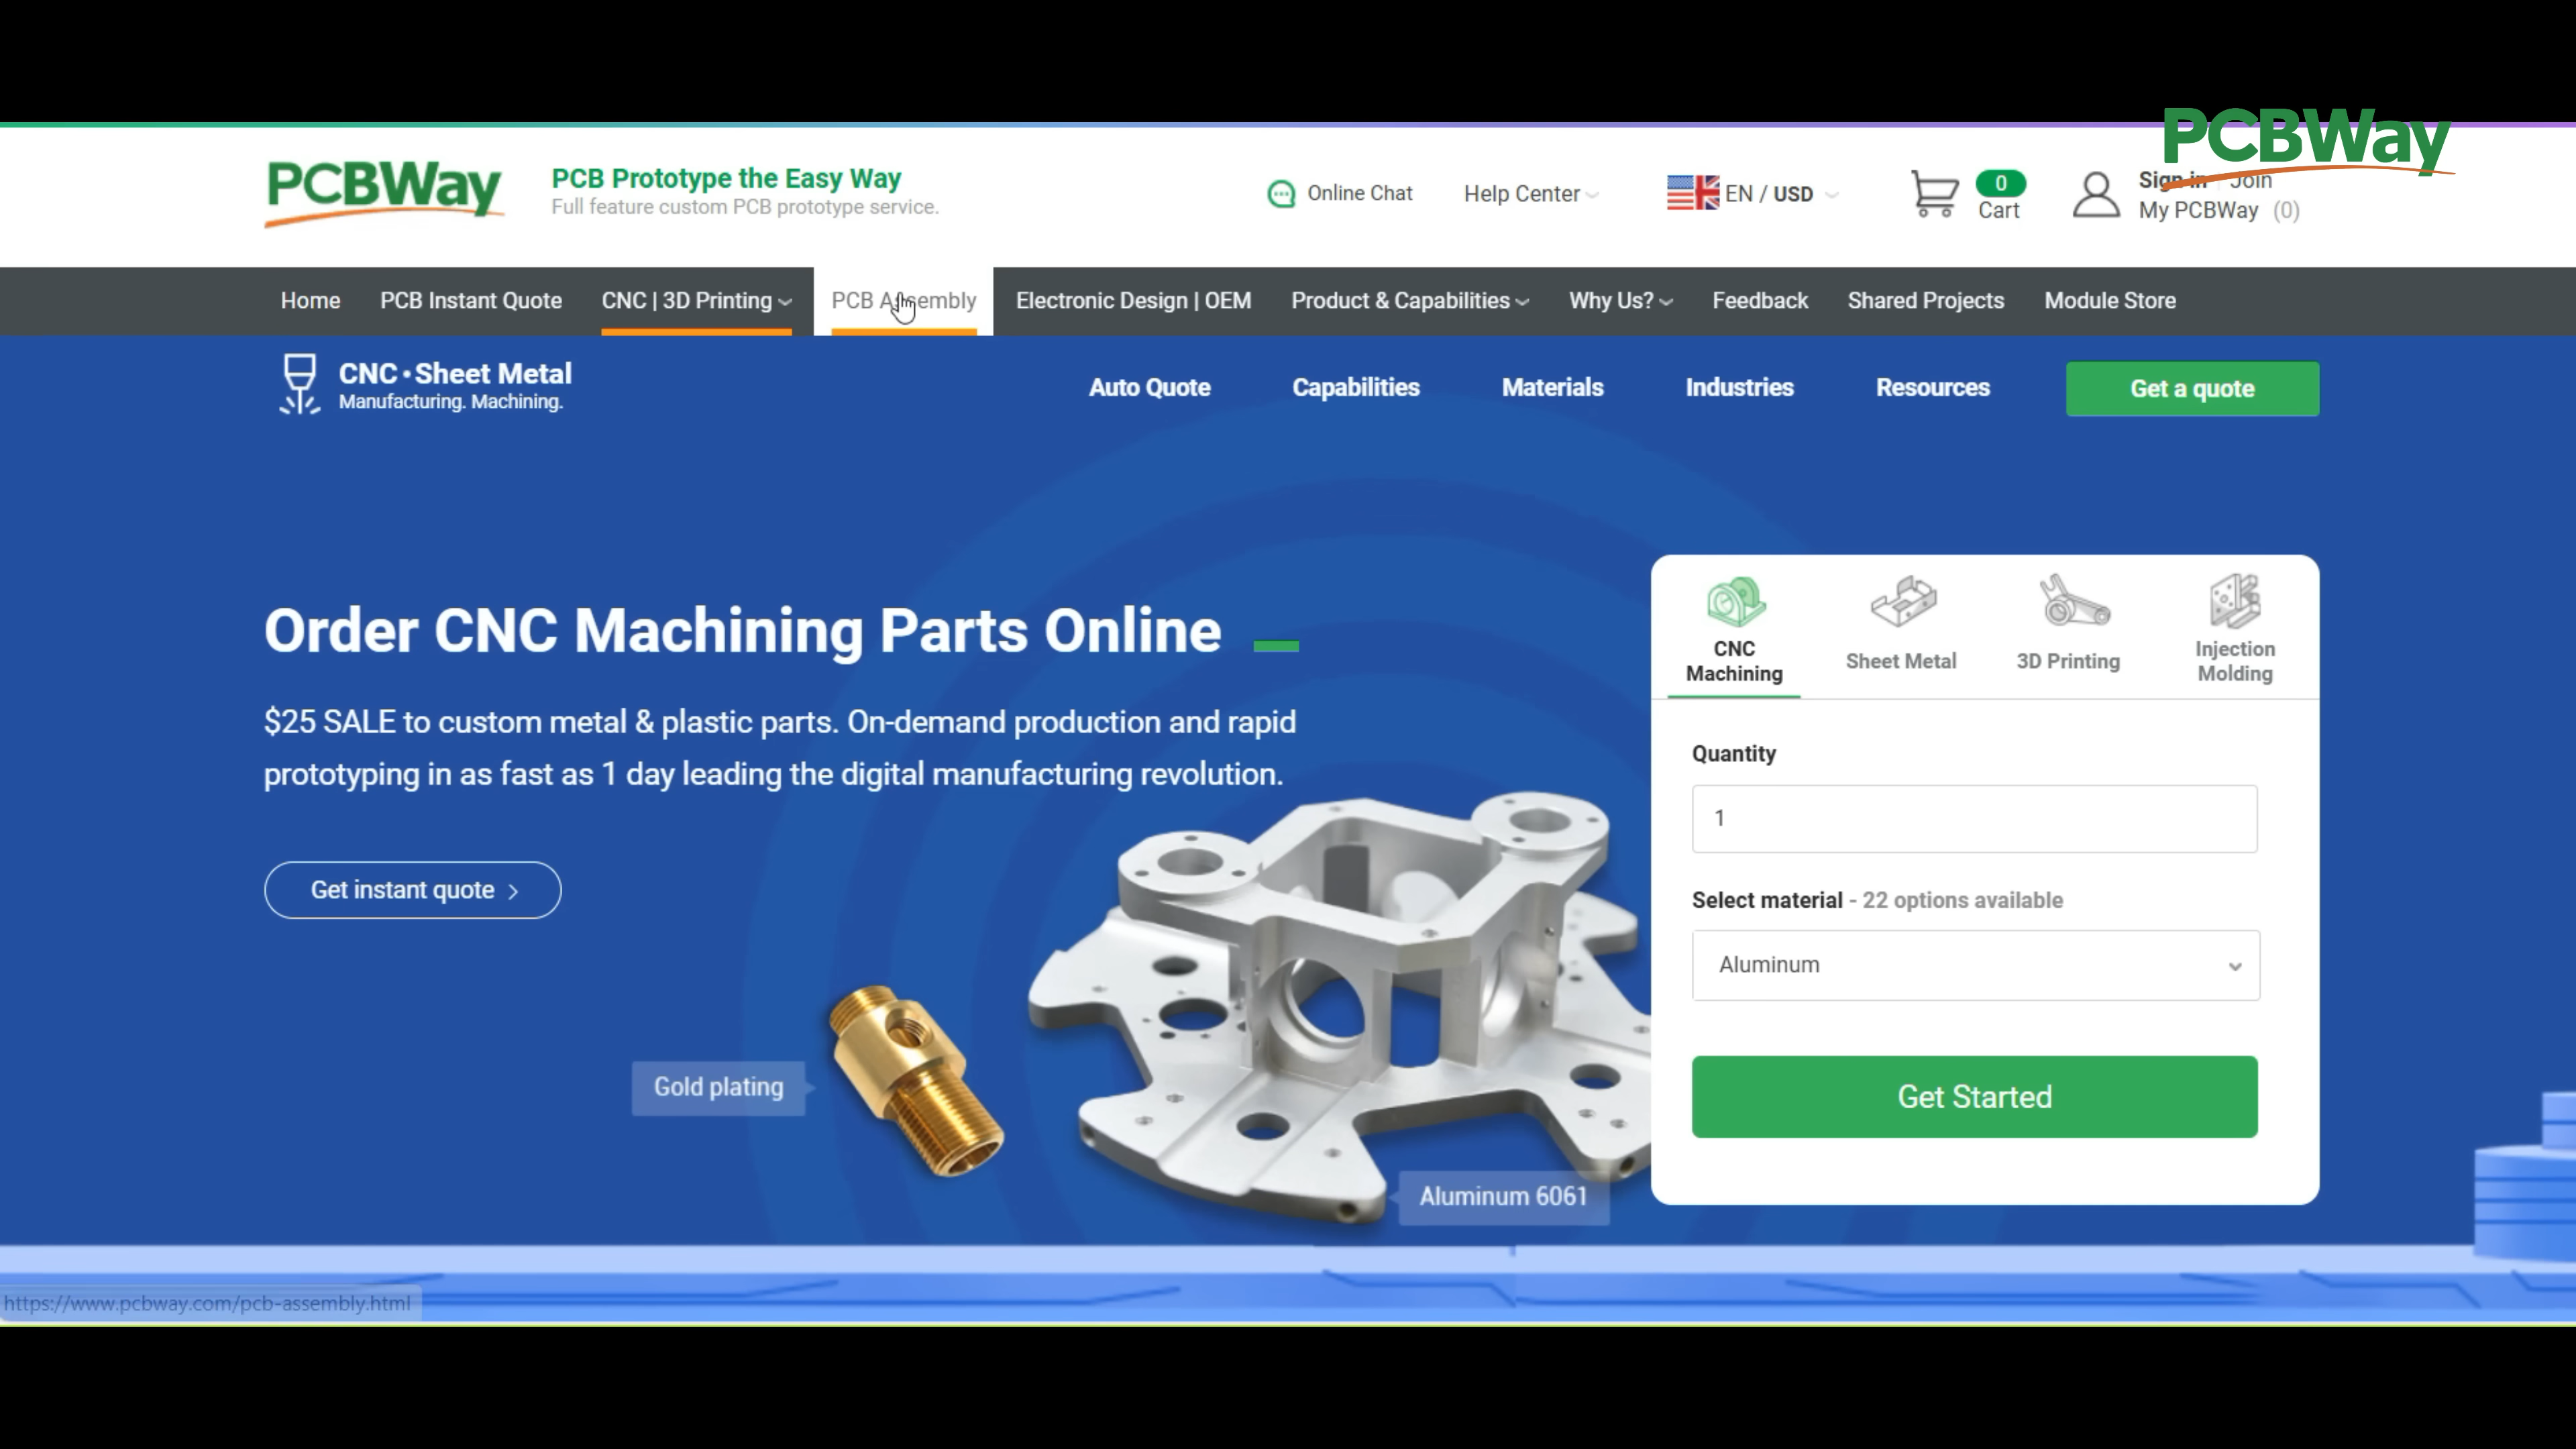 PCBWay
PCBWay
PCB Prototype the Easy Way
Full feature custom PCB prototype service.
Online Chat
Help Center
EN / USD
0
Cart
Sign in | Join
My PCBWay (0)
Home
PCB Instant Quote
CNC | 3D Printing
PCB Assembly
Electronic Design | OEM
Product & Capabilities
Why Us?
Feedback
Shared Projects
Module Store
CNC • Sheet Metal
Manufacturing. Machining.
Auto Quote
Capabilities
Materials
Industries
Resources
Get a quote
Order CNC Machining Parts Online
$25 SALE to custom metal & plastic parts. On-demand production and rapid
prototyping in as fast as 1 day leading the digital manufacturing revolution.
Get instant quote >
Gold plating
Aluminum 6061
CNC
Machining
Sheet Metal
3D Printing
Injection
Molding
Quantity
1
Select material - 22 options available
Aluminum
Get Started
https://www.pcbway.com/pcb-assembly.html